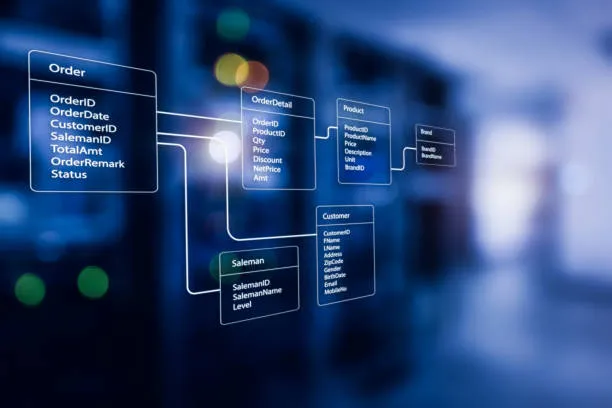 Order
OrderID
OrderDate
CustomerID
SalemanID
TotalAmt
OrderRemark
Status
OrderDetail
OrderID
ProductID
Qty
Price
Discount
NetPrice
Amt
Product
ProductID
ProductName
Price
Description
Unit
BrandID
Brand
BrandID
BrandName
Saleman
SalemanID
SalemanName
Level
Customer
CustomerID
FName
LName
Address
ZipCode
Gender
BirthDate
Email
MobileNo